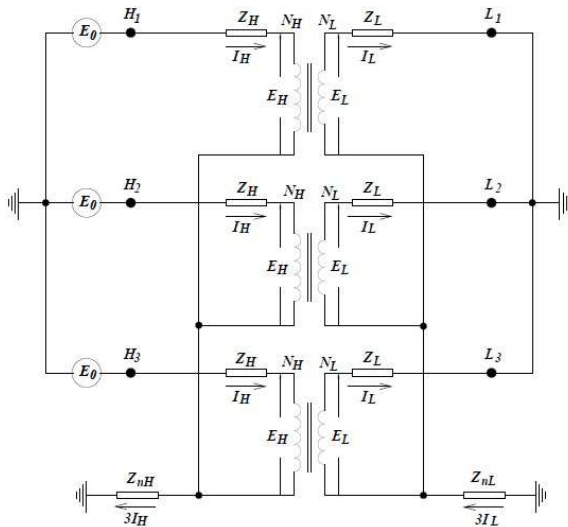 H1 ZH NH NL ZL L1
E0
IH IL
EH EL
H2 ZH NH NL ZL L2
E0
IH IL
EH EL
H3 ZH NH NL ZL L3
E0
IH IL
EH EL
ZnH ZnL
3IH 3IL